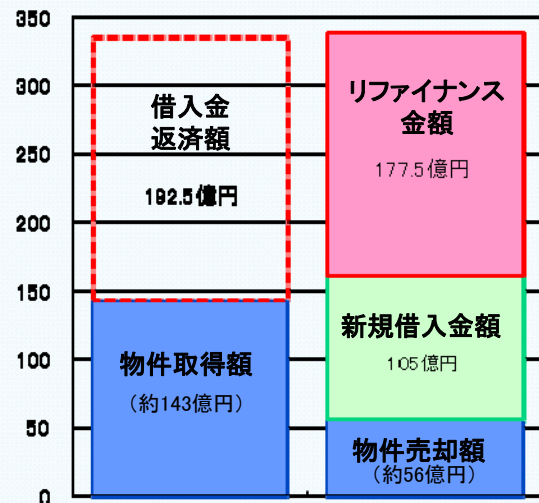 350
300
250
200
150
100
50
0
借入金
返済額
192.5億円
物件取得額
（約143億円）
リファイナンス
金額
177.5億円
新規借入金額
105億円
物件売却額
（約56億円）